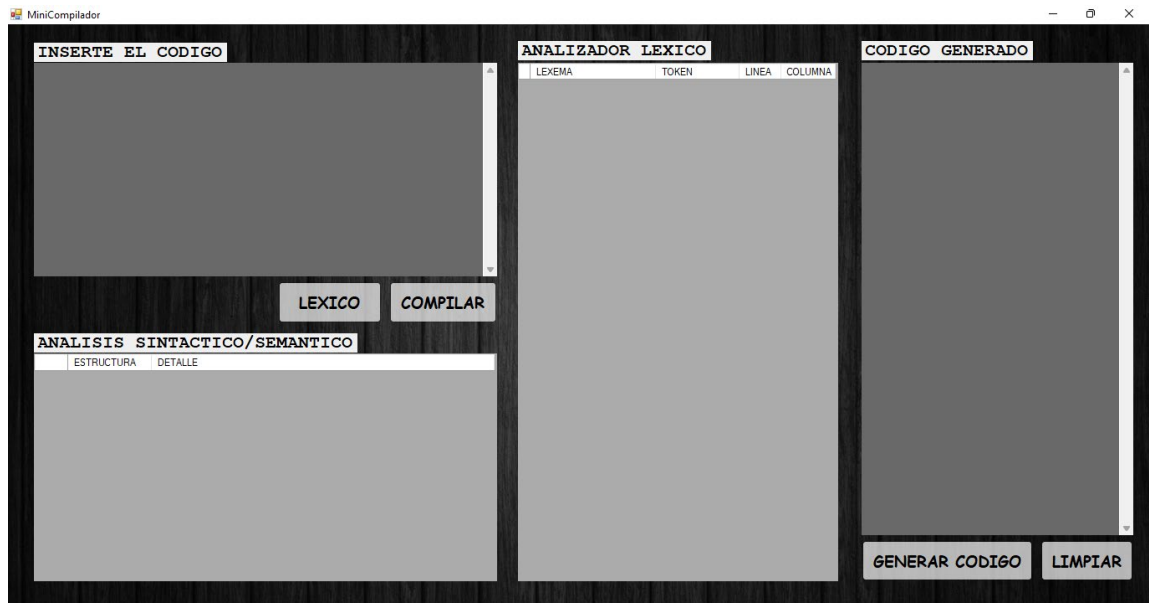 MiniCompilador
INSERTE EL CODIGO
LEXICO
COMPILAR
ANALISIS SINTACTICO/SEMANTICO
ESTRUCTURA DETALLE
ANALIZADOR LEXICO
LEXEMA TOKEN LINEA COLUMNA
CODIGO GENERADO
GENERAR CODIGO
LIMPIAR